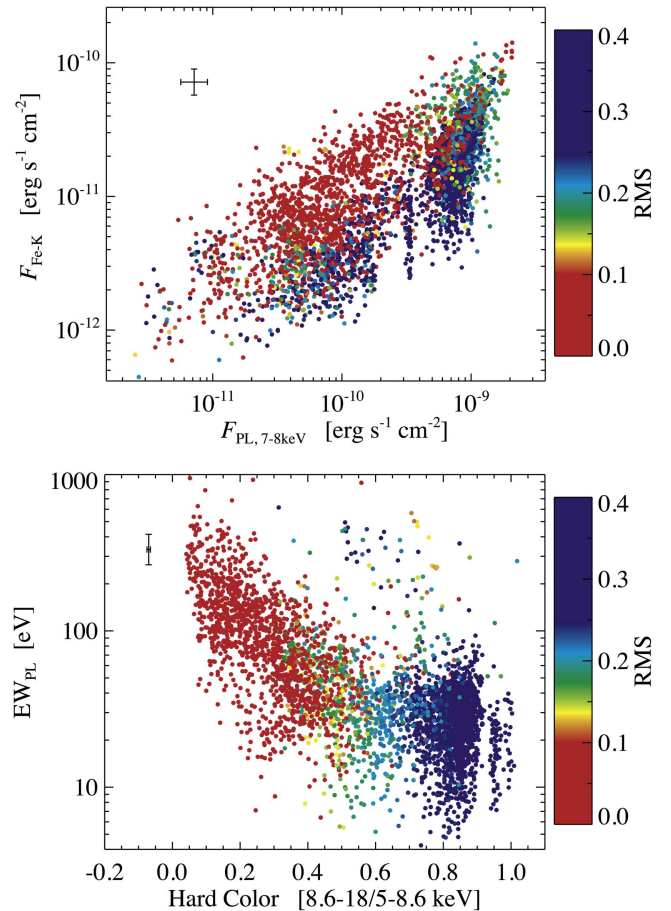 10⁻¹⁰
10⁻¹¹
10⁻¹²
F_Fe-K [erg s⁻¹ cm⁻²]
10⁻¹¹ 10⁻¹⁰ 10⁻⁹
F_PL, 7-8keV [erg s⁻¹ cm⁻²]
0.4
0.3
0.2
0.1
0.0
RMS
1000
100
10
EW_PL [eV]
-0.2 0.0 0.2 0.4 0.6 0.8 1.0
Hard Color [8.6-18/5-8.6 keV]
0.4
0.3
0.2
0.1
0.0
RMS